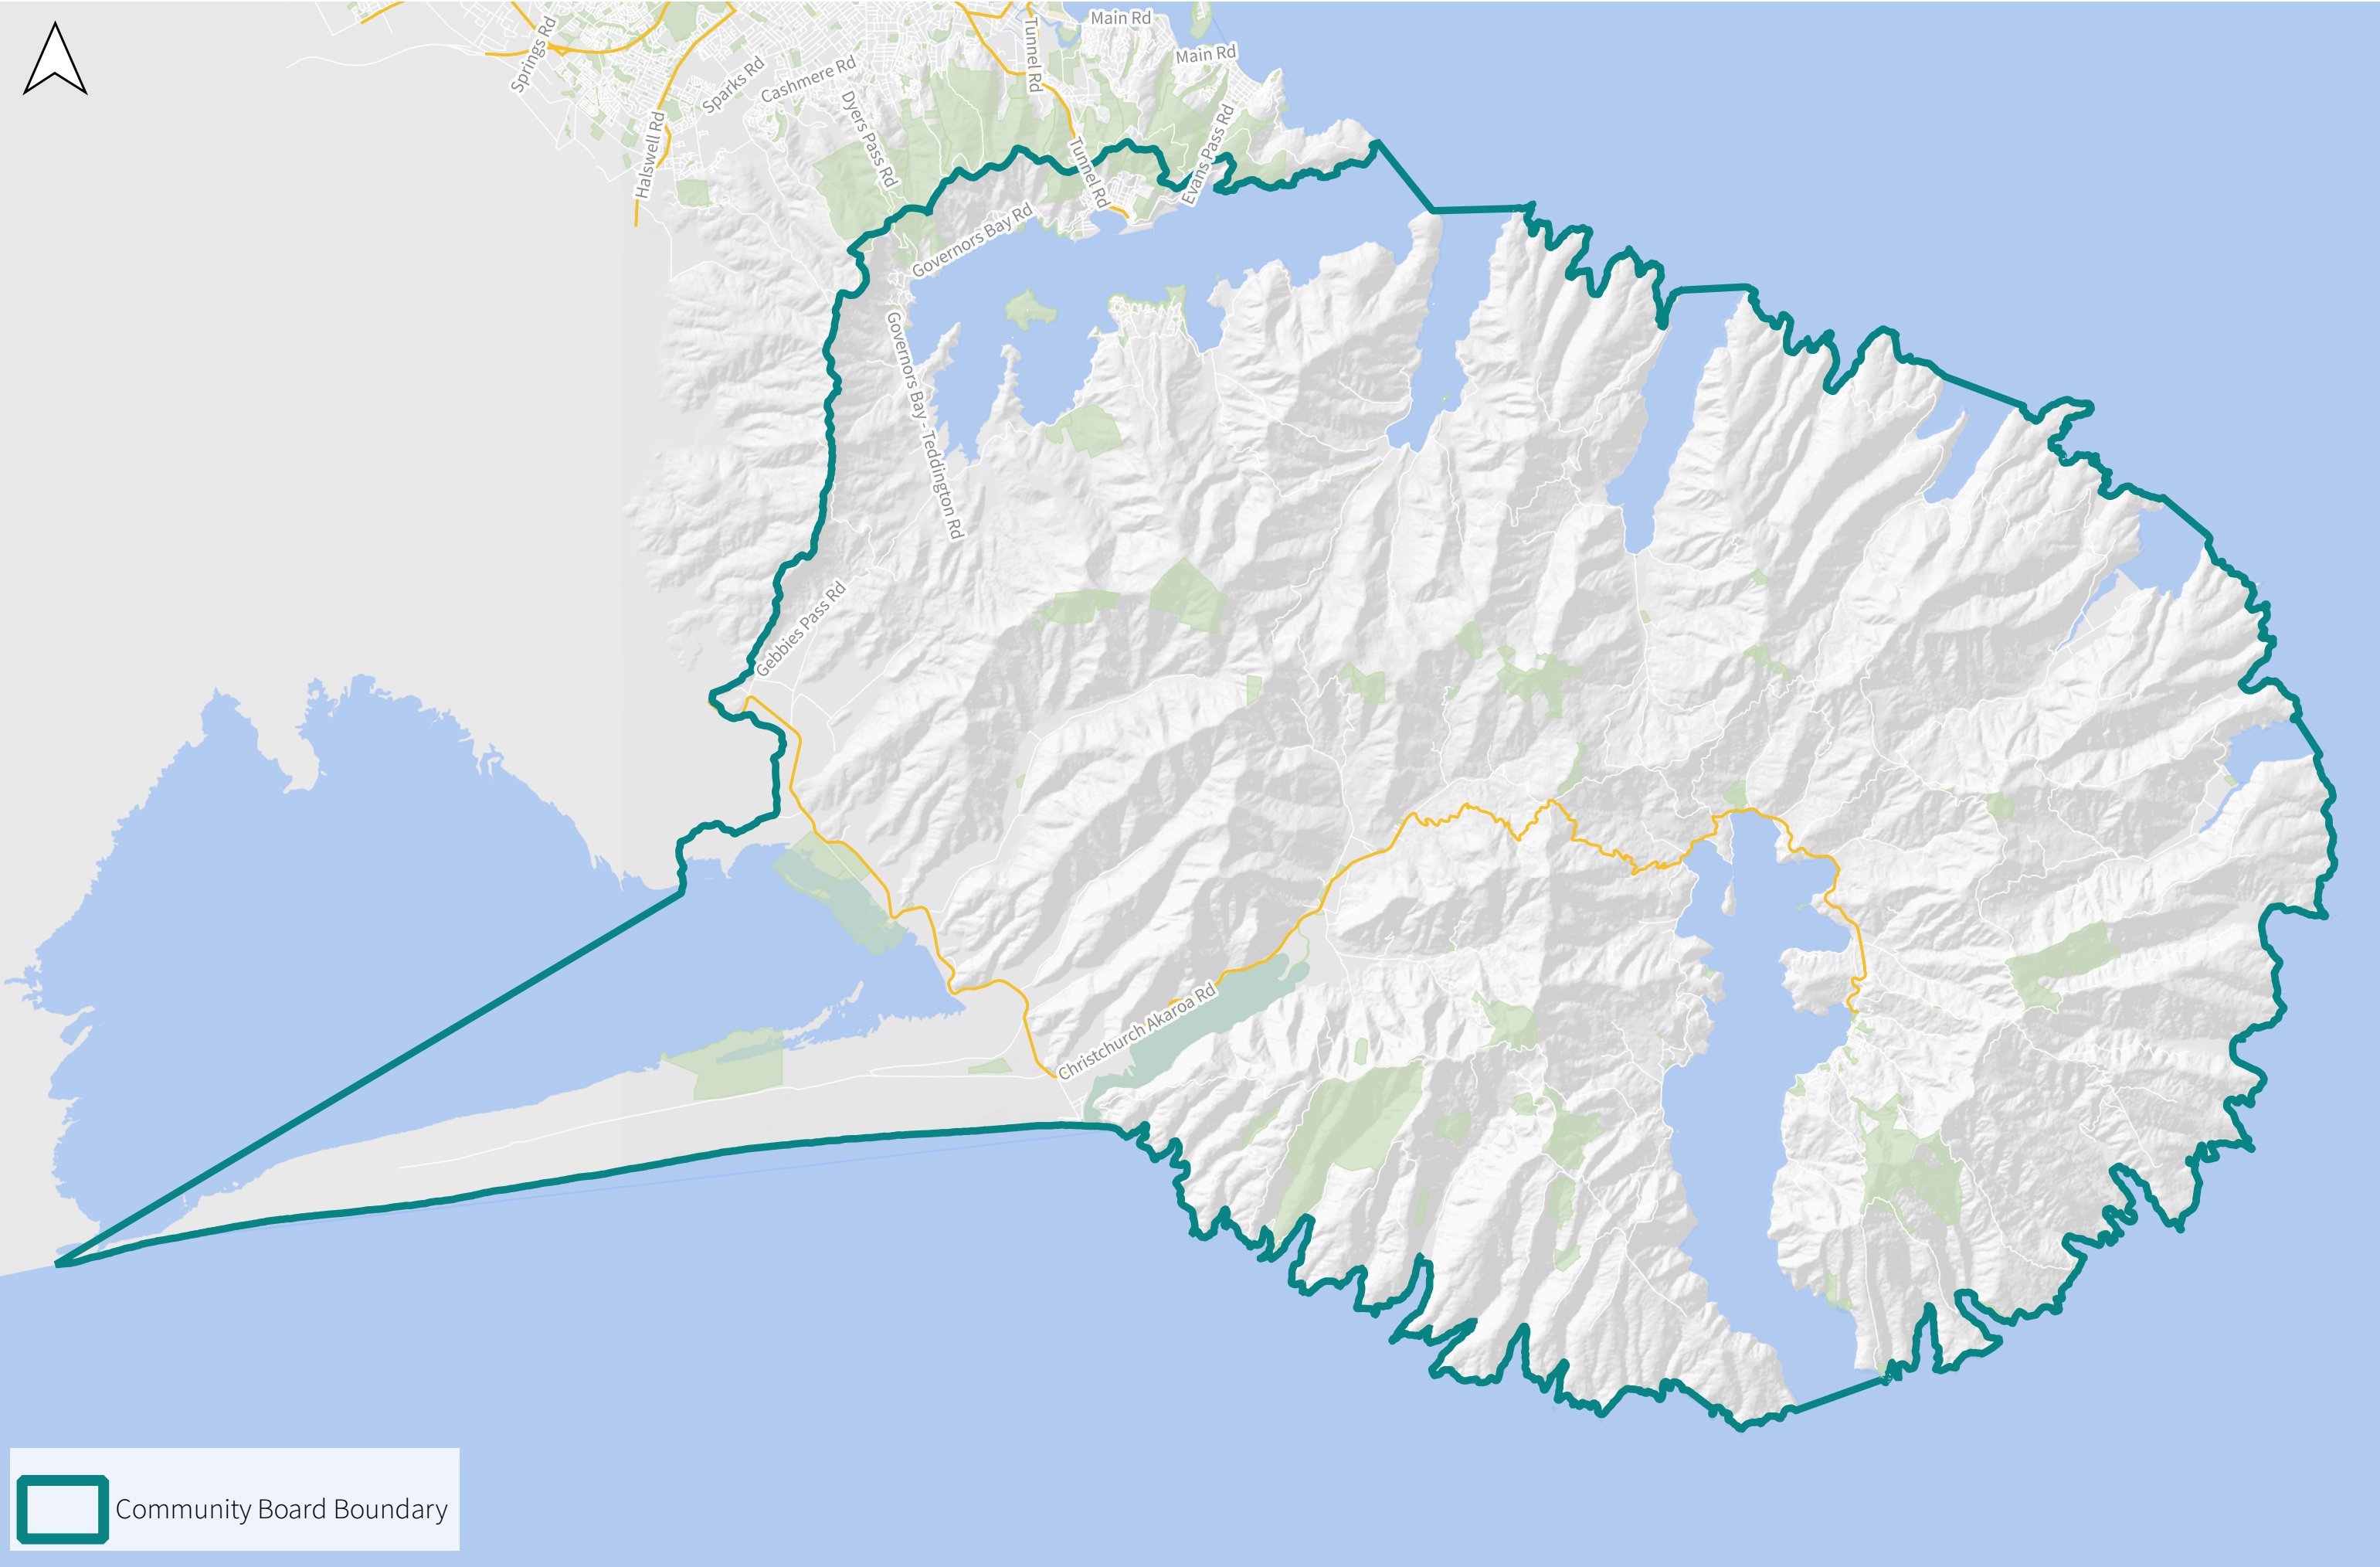 Main Rd
Springs Rd
Tunnel Rd
Main Rd
Sparks Rd
Cashmere Rd
Halswell Rd
Dyers Pass Rd
Tunnel Rd
Evans Pass Rd
Governors Bay Rd
Governors Bay - Teddington Rd
Gebbies Pass Rd
Christchurch Akaroa Rd
Community Board Boundary